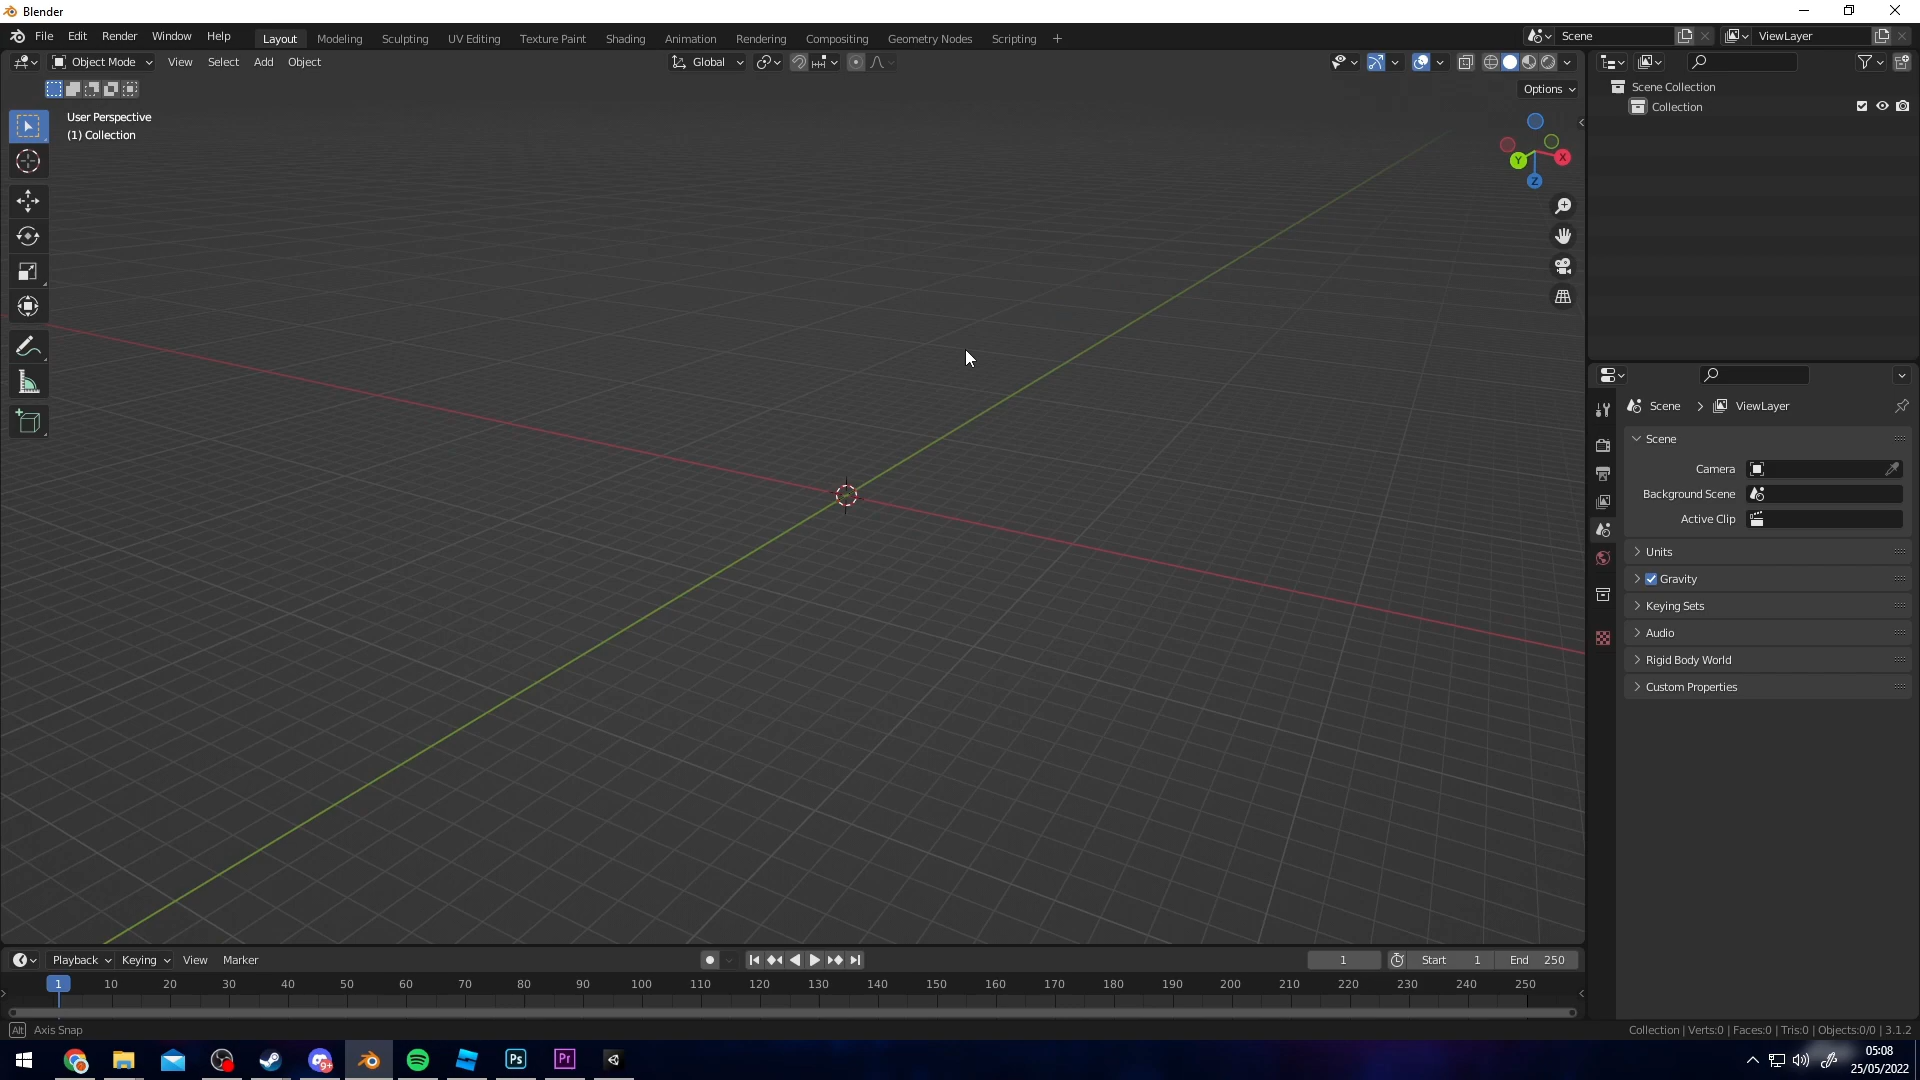 Blender
File Edit Render Window Help Layout Modeling Sculpting UV Editing Texture Paint Shading Animation Rendering Compositing Geometry Nodes Scripting + Scene ViewLayer
Object Mode View Select Add Object Global
Options
User Perspective
(1) Collection
X
Y
Z
Scene Collection
Collection
Scene > ViewLayer
Scene
Camera
Background Scene
Active Clip
Units
Gravity
Keying Sets
Audio
Rigid Body World
Custom Properties
Playback Keying View Marker 1 Start 1 End 250
1 10 20 30 40 50 60 70 80 90 100 110 120 130 140 150 160 170 180 190 200 210 220 230 240 250
Alt Axis Snap
Collection | Verts:0 | Faces:0 | Tris:0 | Objects:0/0 | 3.1.2
9+
Ps
Pr
05:08
25/05/2022